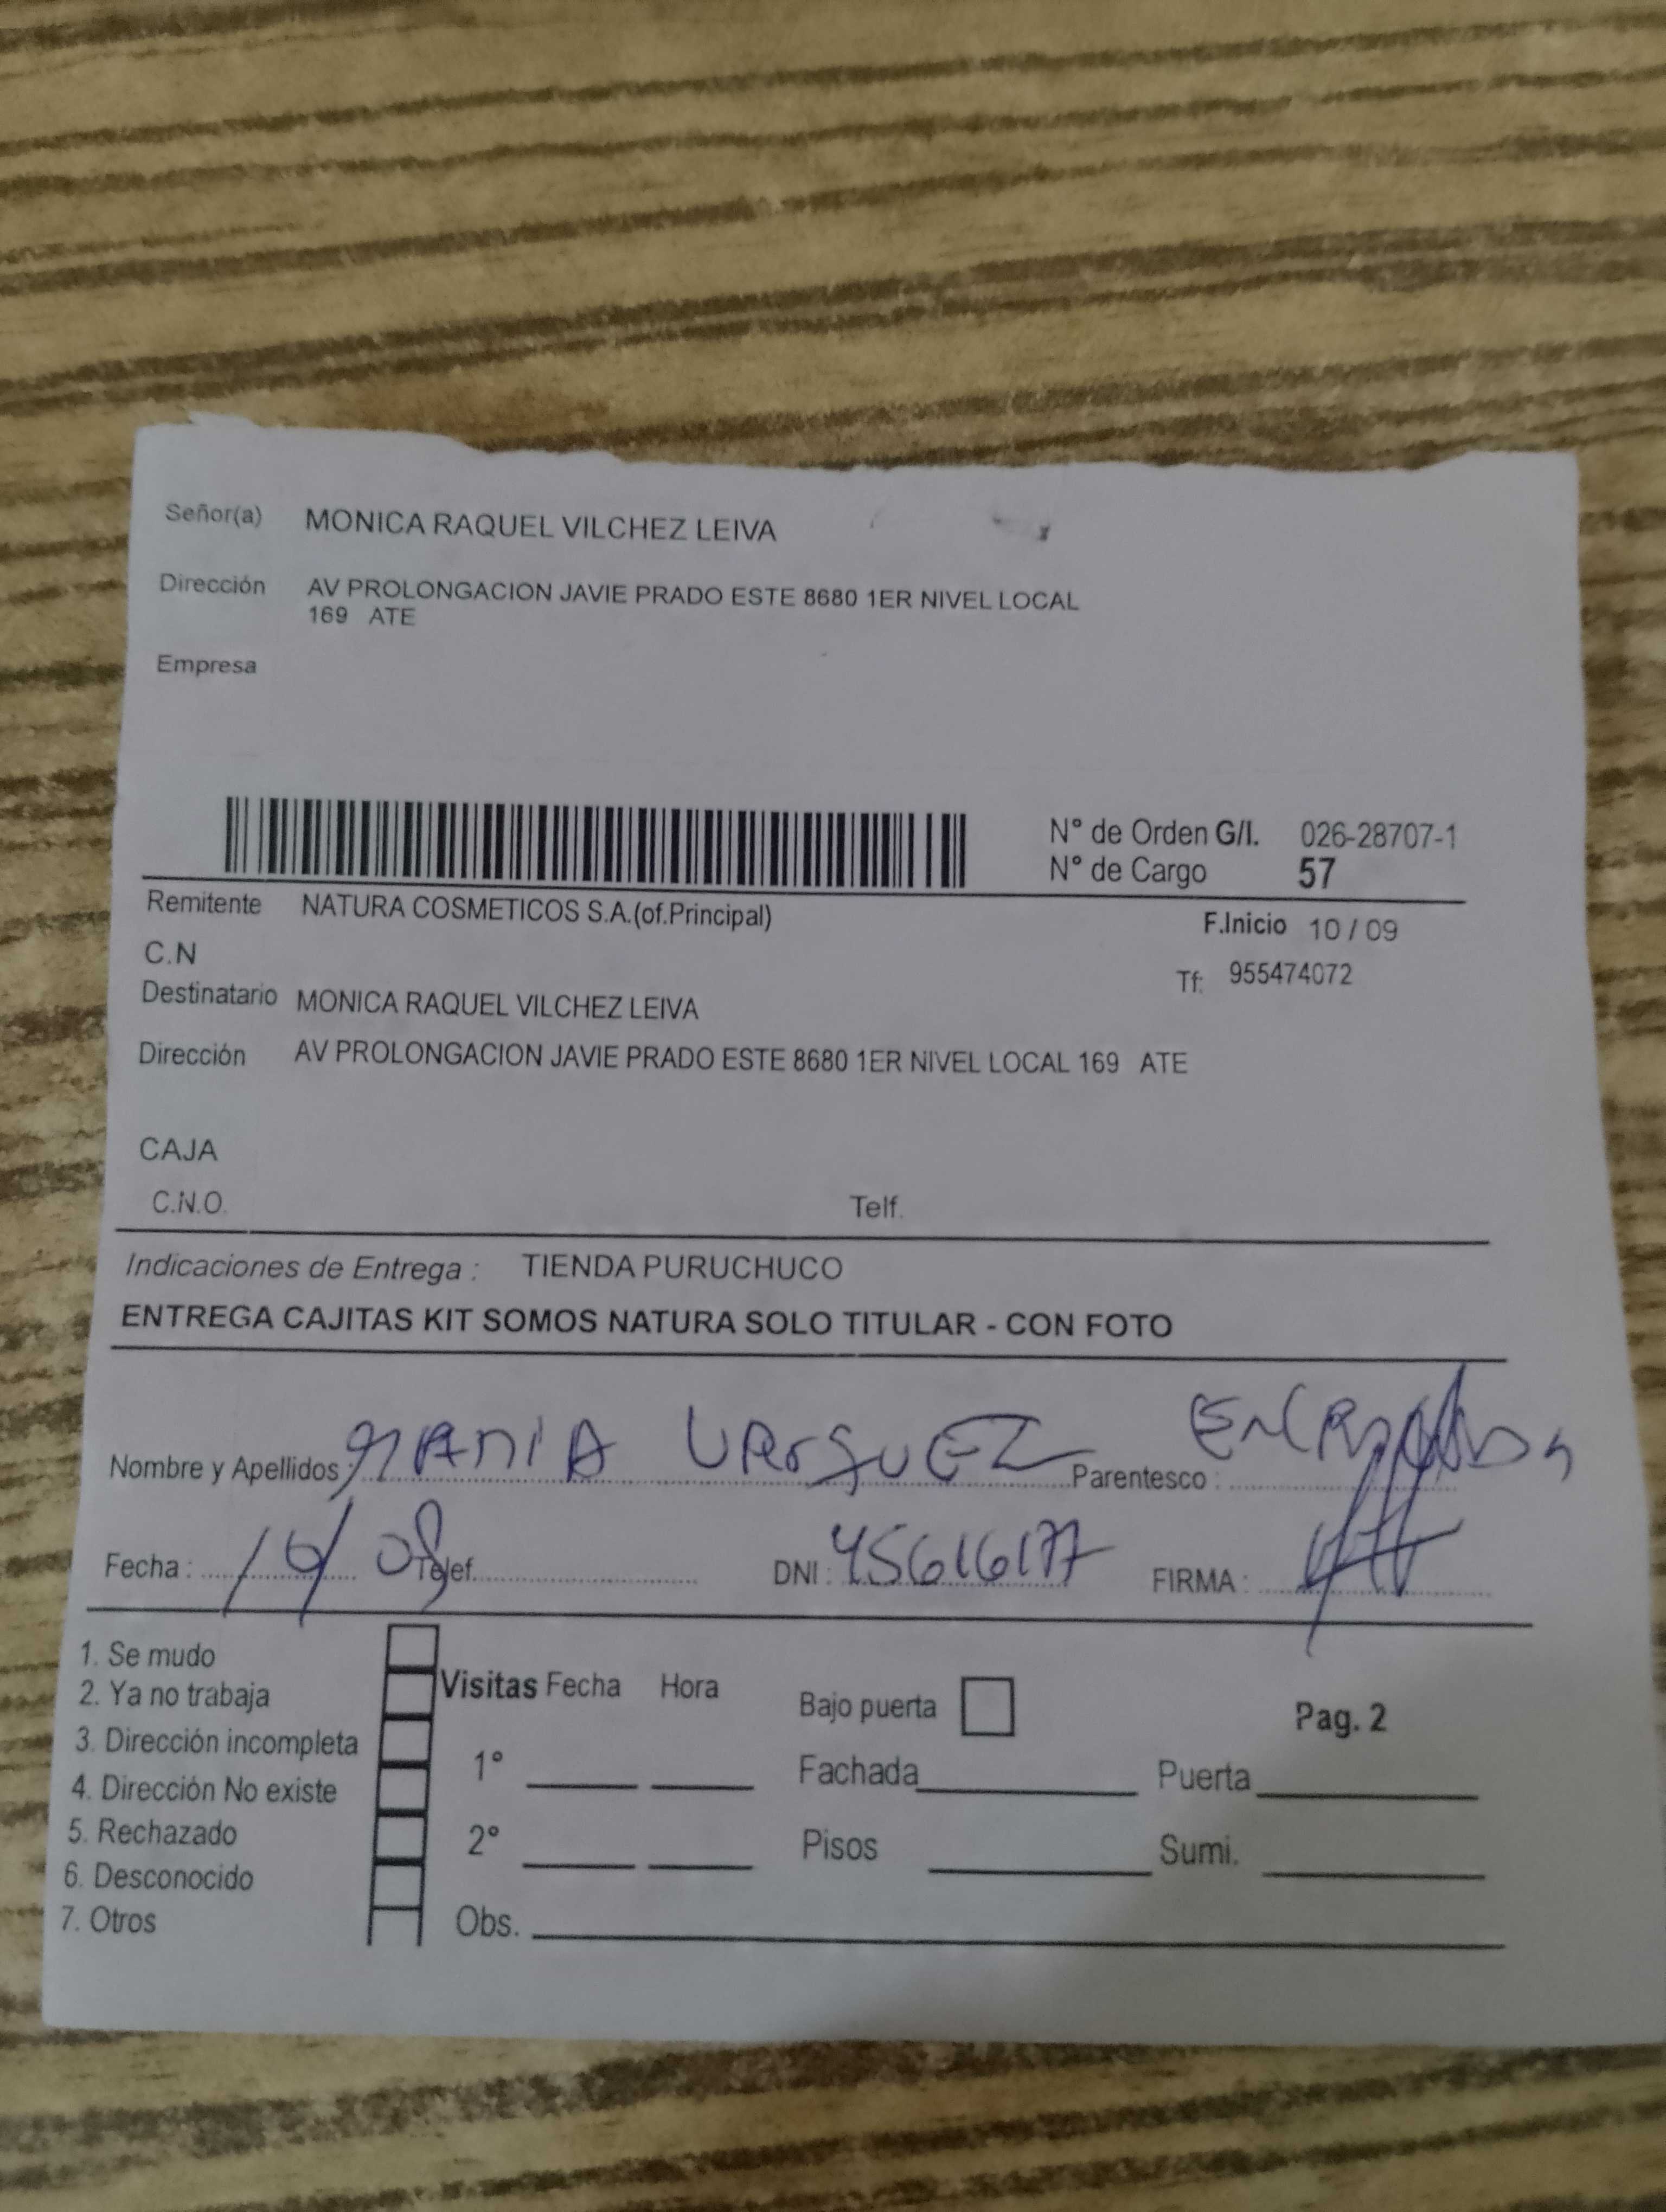 Señor(a) MONICA RAQUEL VILCHEZ LEIVA
Dirección AV PROLONGACION JAVIE PRADO ESTE 8680 1ER NIVEL LOCAL
169 ATE
Empresa
N° de Orden G/I. 026-28707-1
N° de Cargo 57
Remitente NATURA COSMETICOS S.A.(of.Principal)
F.Inicio 10 / 09
C.N
Tf: 955474072
Destinatario MONICA RAQUEL VILCHEZ LEIVA
Dirección AV PROLONGACION JAVIE PRADO ESTE 8680 1ER NIVEL LOCAL 169 ATE
CAJA
C.N.O. Telf.
Indicaciones de Entrega : TIENDA PURUCHUCO
ENTREGA CAJITAS KIT SOMOS NATURA SOLO TITULAR - CON FOTO
Nombre y Apellidos : MARIA Parentesco :
Fecha : Telef. DNI : 45616177 FIRMA :
1. Se mudo
2. Ya no trabaja
3. Dirección incompleta
4. Dirección No existe
5. Rechazado
6. Desconocido
7. Otros
Visitas Fecha Hora
1°
2°
Obs.
Bajo puerta
Pag. 2
Fachada Puerta
Pisos Sumi.